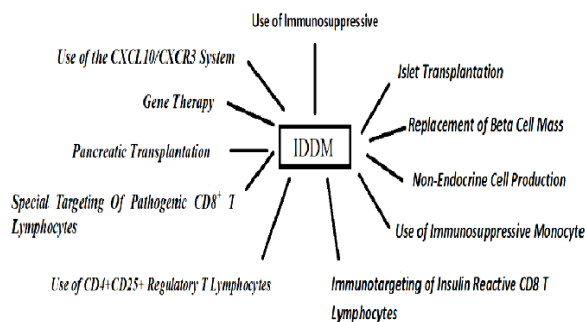 Use of Immunosuppressive
Use of the CXCL10/CXCR3 System
Islet Transplantation
Gene Therapy
Replacement of Beta Cell Mass
IDDM
Pancreatic Transplantation
Non-Endocrine Cell Production
Special Targeting Of Pathogenic CD8+ T
Lymphocytes
Use of Immunosuppressive Monocyte
Use of CD4+CD25+ Regulatory T Lymphocytes
Immunotargeting of Insulin Reactive CD8 T
Lymphocytes